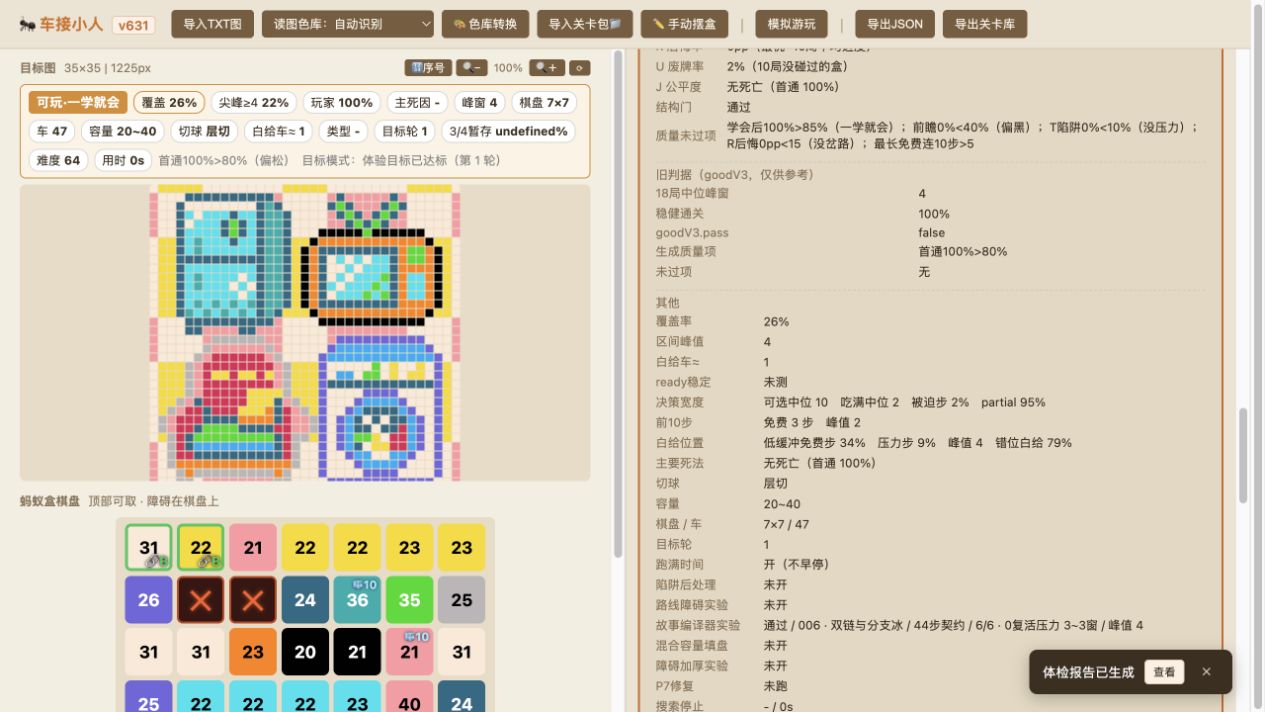 车接小人 v631 导入TXT图 读图色库：自动识别 色库转换 导入关卡包 手动摆盒 | 模拟游玩 | 导出JSON 导出关卡库
目标图 35×35 | 1225px 序号 − 100% +
可玩·一学就会 覆盖 26% 尖峰≥4 22% 玩家 100% 主死因 - 峰窗 4 棋盘 7×7
车 47 容量 20~40 切球 层切 白给车≈ 1 类型 - 目标轮 1 3/4暂存 undefined%
难度 64 用时 0s 首通100%>80%（偏松） 目标模式：体验目标已达标（第 1 轮）
蚂蚁盒棋盘 顶部可取 · 障碍在棋盘上
31 22 21 22 22 23 23
B B
26 24 36 35 25
10
31 31 23 20 21 21 31
10
25 22 22 22 23 40 24
U 废牌率 2%（10局没碰过的盒）
J 公平度 无死亡（首通 100%）
结构门 通过
质量未过项 学会后100%>85%（一学就会）；前瞻0%<40%（偏黑）；T陷阱0%<10%（没压力）；
R后悔0pp<15（没岔路）；最长免费连10步>5
旧判据（goodV3，仅供参考）
18局中位峰窗 4
稳健通关 100%
goodV3.pass false
生成质量项 首通100%>80%
未过项 无
其他
覆盖率 26%
区间峰值 4
白给车≈ 1
ready稳定 未测
决策宽度 可选中位 10 吃满中位 2 被迫步 2% partial 95%
前10步 免费 3 步 峰值 2
白给位置 低缓冲免费步 34% 压力步 9% 峰值 4 错位白给 79%
主要死法 无死亡（首通 100%）
切球 层切
容量 20~40
棋盘 / 车 7×7 / 47
目标轮 1
跑满时间 开（不早停）
陷阱后处理 未开
路线障碍实验 未开
故事编译器实验 通过 / 006 · 双链与分支冰 / 44步契约 / 6/6 · 0复活压力 3~3窗 / 峰值 4
混合容量填盘 未开
障碍加厚实验 未开
P7修复 未跑
搜索停止 - / 0s
体检报告已生成 查看 ×